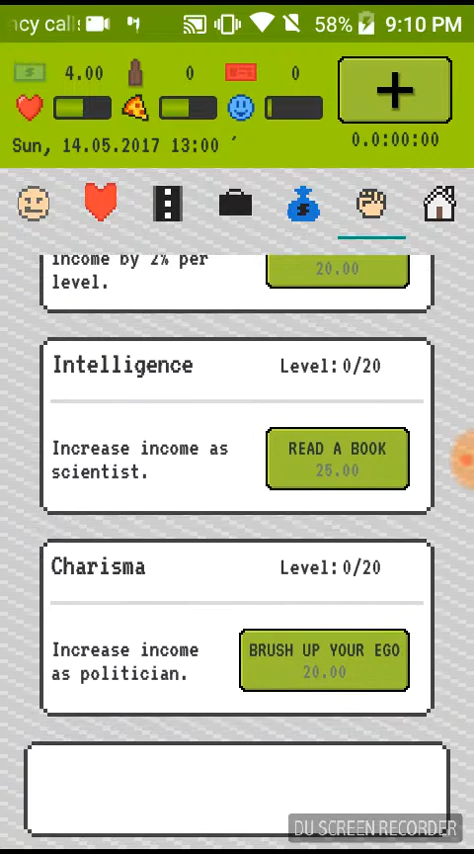 ncy calls
58% 9:10 PM
4.00 0 0
0.0:00:00
Sun, 14.05.2017 13:00
income by 2% per
level.
20.00
Intelligence Level:0/20
Increase income as
scientist.
READ A BOOK
25.00
Charisma Level:0/20
Increase income
as politician.
BRUSH UP YOUR EGO
20.00
DU SCREEN RECORDER